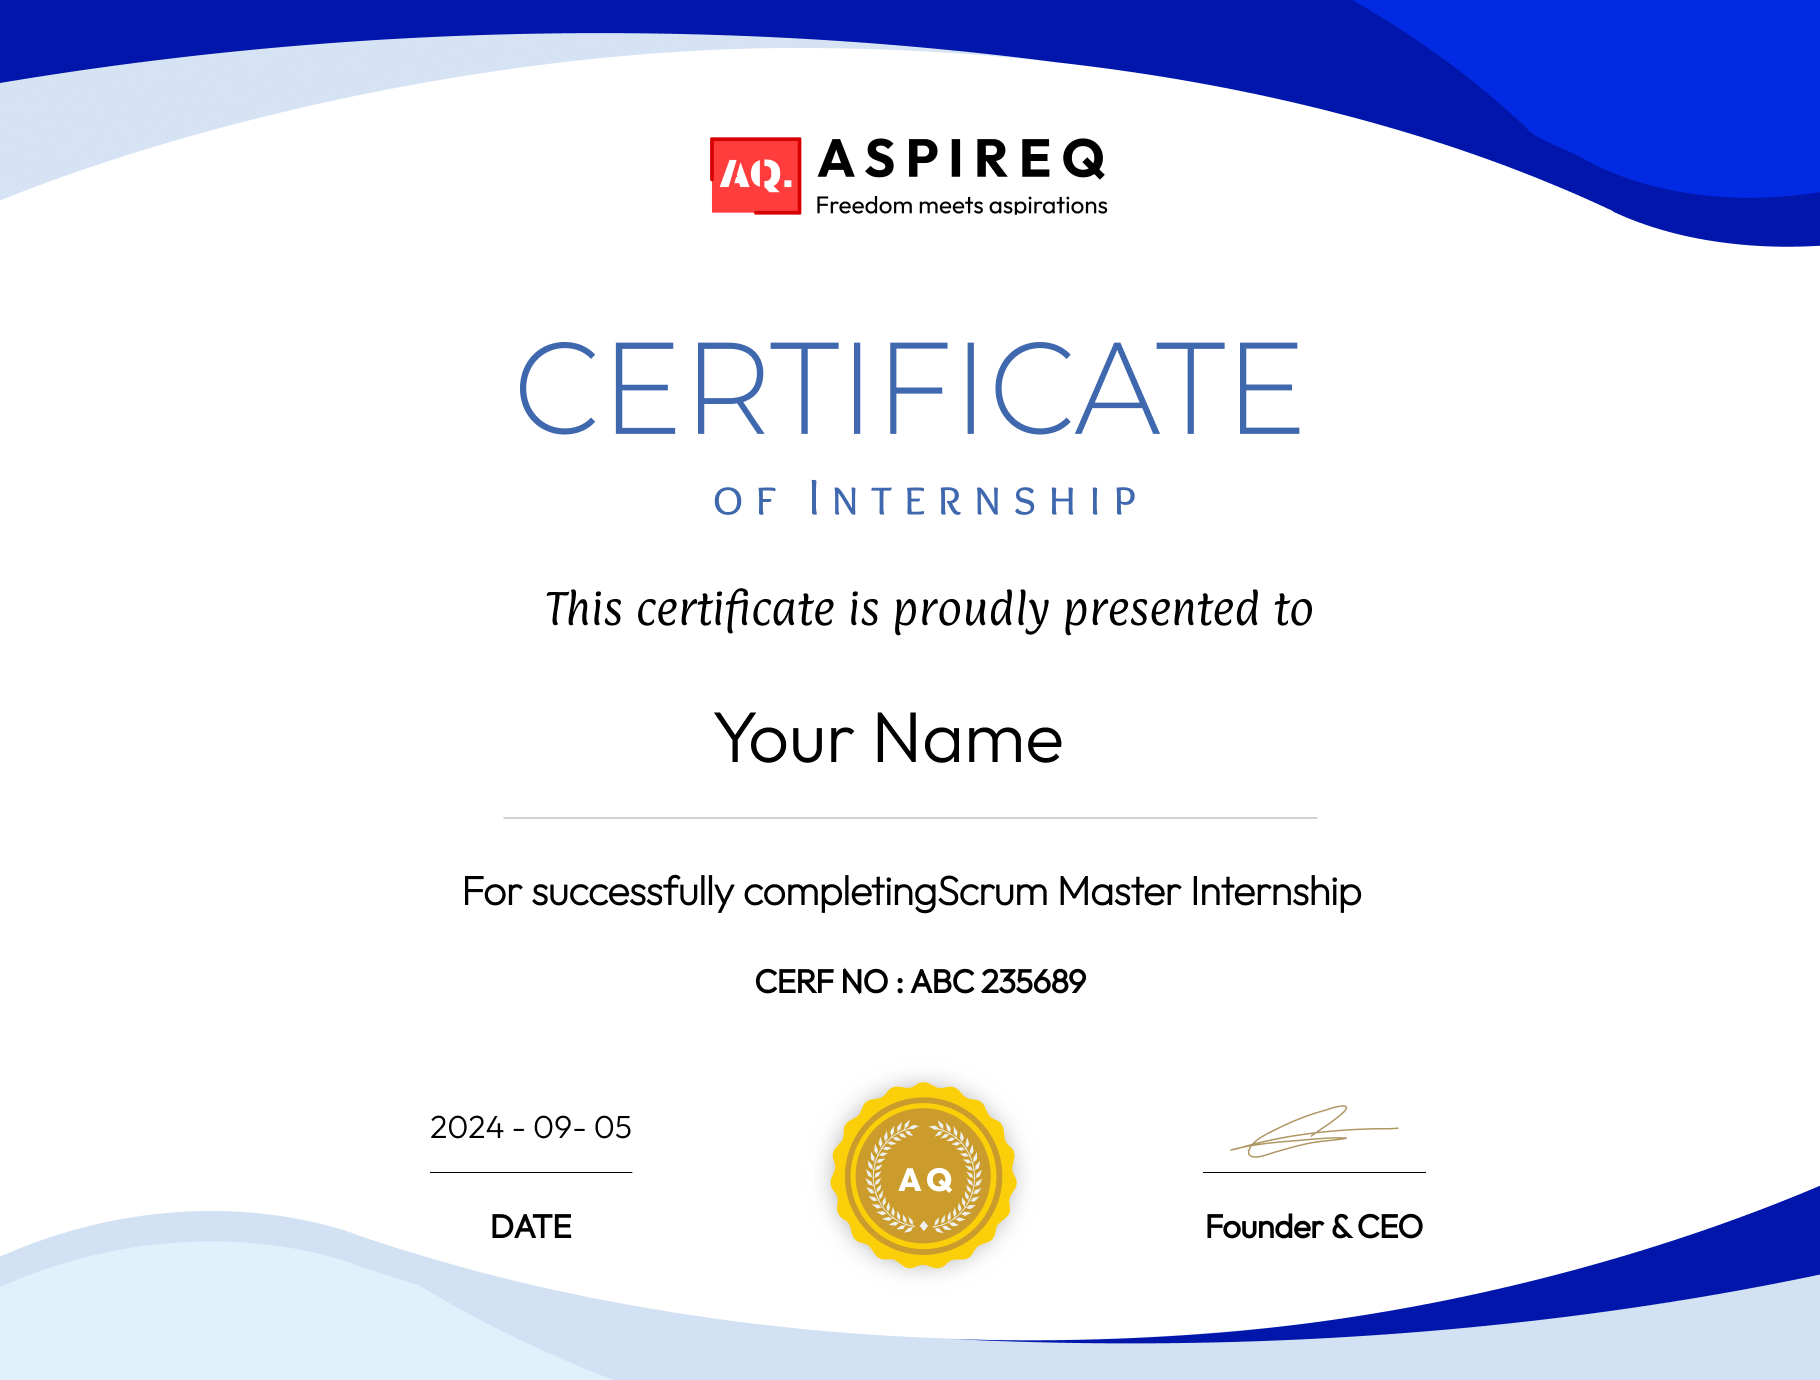 AQ.
ASPIREQ
Freedom meets aspirations
CERTIFICATE
OF INTERNSHIP
This certificate is proudly presented to
Your Name
For successfully completingScrum Master Internship
CERF NO : ABC 235689
2024 - 09- 05
AQ
DATE
Founder & CEO